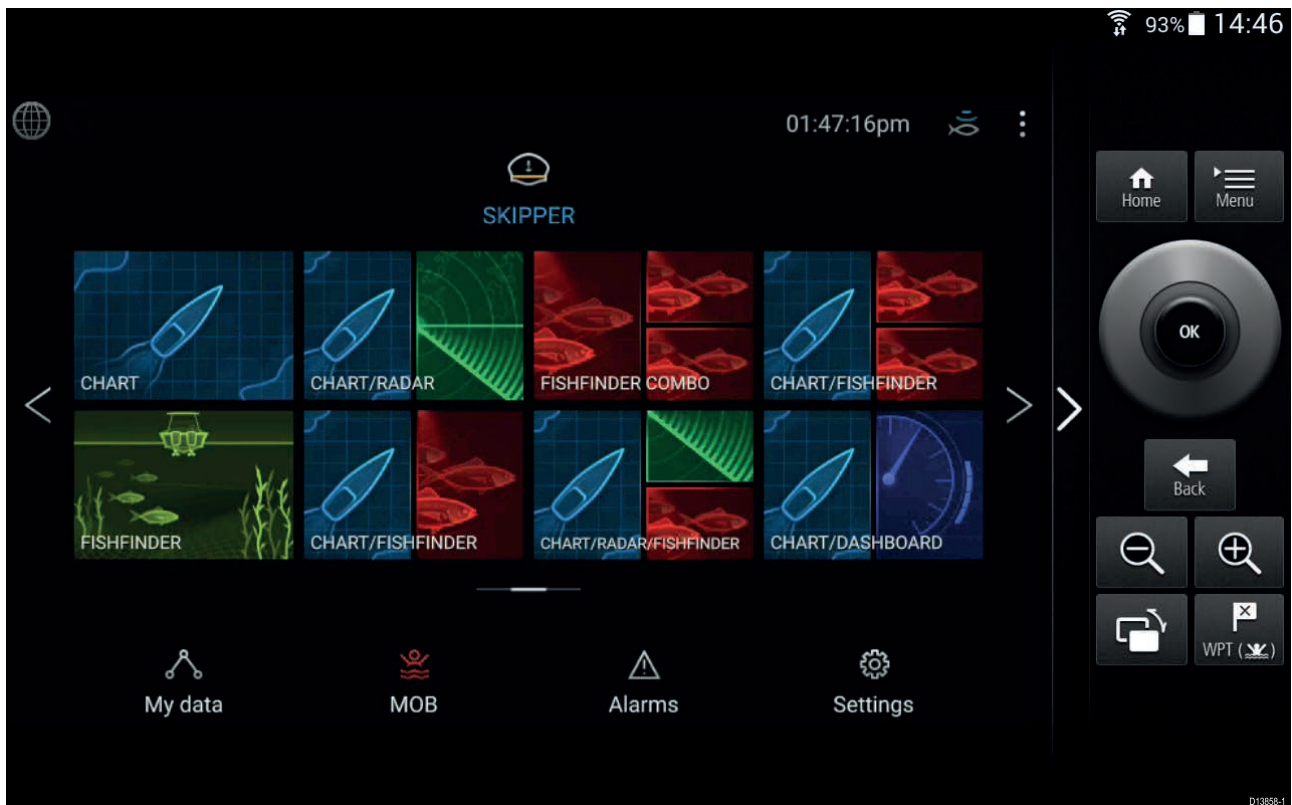 93% 14:46
01:47:16pm
SKIPPER
CHART
CHART/RADAR
FISHFINDER COMBO
CHART/FISHFINDER
FISHFINDER
CHART/FISHFINDER
CHART/RADAR/FISHFINDER
CHART/DASHBOARD
My data
MOB
Alarms
Settings
Home
Menu
OK
Back
WPT ( )
D13858-1